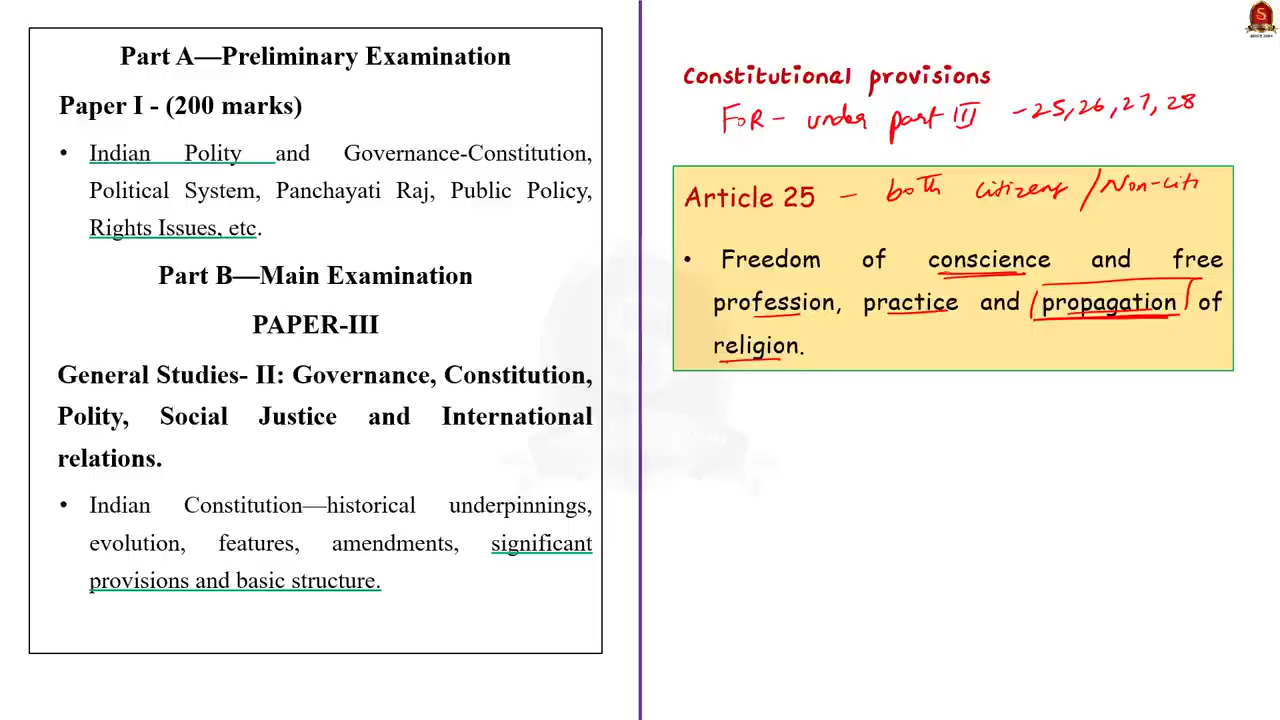 Part A—Preliminary Examination
Paper I - (200 marks)
• Indian Polity and Governance-Constitution,
Political System, Panchayati Raj, Public Policy,
Rights Issues, etc.
Part B—Main Examination
PAPER-III
General Studies- II: Governance, Constitution,
Polity, Social Justice and International
relations.
• Indian Constitution—historical underpinnings,
evolution, features, amendments, significant
provisions and basic structure.
Constitutional provisions
FoR - under part III - 25, 26, 27, 28
Article 25 - both citizens / Non-citi
• Freedom of conscience and free
profession, practice and propagation of
religion.